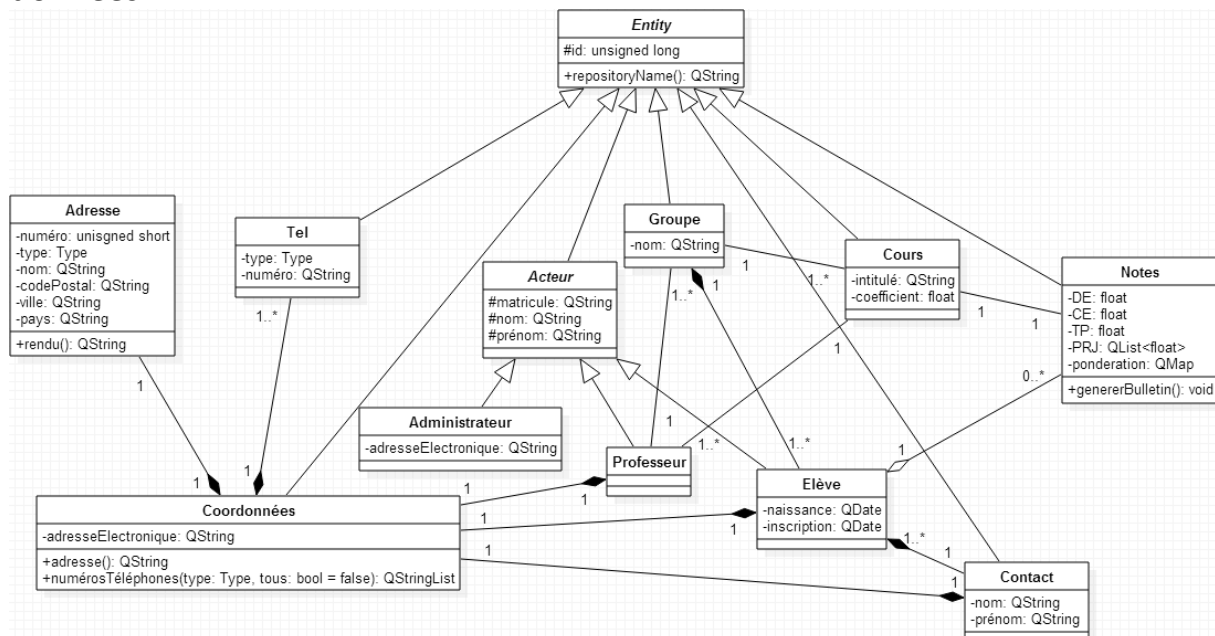 Entity
#id: unsigned long
+repositoryName(): QString
Adresse
-numéro: unisgned short
-type: Type
-nom: QString
-codePostal: QString
-ville: QString
-pays: QString
+rendu(): QString
Tel
-type: Type
-numéro: QString
Groupe
-nom: QString
Cours
-intitulé: QString
-coefficient: float
Notes
-DE: float
-CE: float
-TP: float
-PRJ: QList<float>
-ponderation: QMap
+genererBulletin(): void
Acteur
#matricule: QString
#nom: QString
#prénom: QString
Administrateur
-adresseElectronique: QString
Professeur
Elève
-naissance: QDate
-inscription: QDate
Coordonnées
-adresseElectronique: QString
+adresse(): QString
+numérosTéléphones(type: Type, tous: bool = false): QStringList
Contact
-nom: QString
-prénom: QString
1
1
1..*
1
1
1..*
1..*
1
1
1..*
1
1..*
1
1
0..*
1
1
1
1
1
1..*
1
1
1